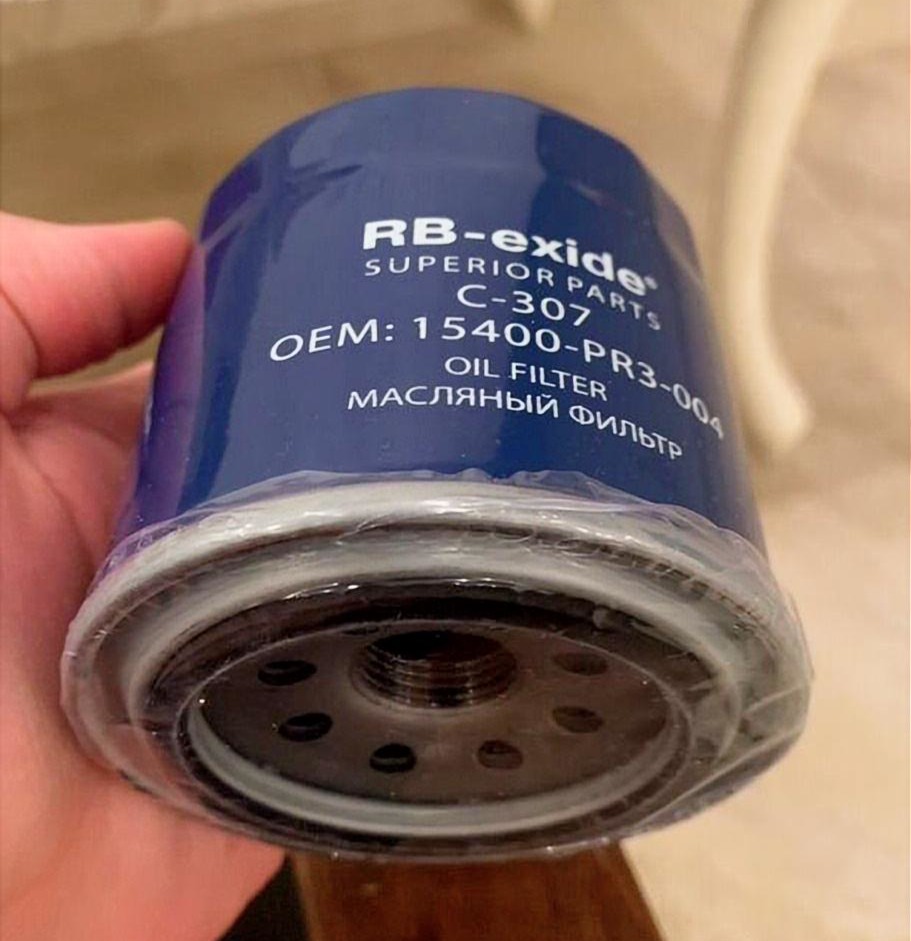 RB-exide®
SUPERIOR PARTS
C-307
OEM: 15400-PR3-004
OIL FILTER
МАСЛЯНЫЙ ФИЛЬТР